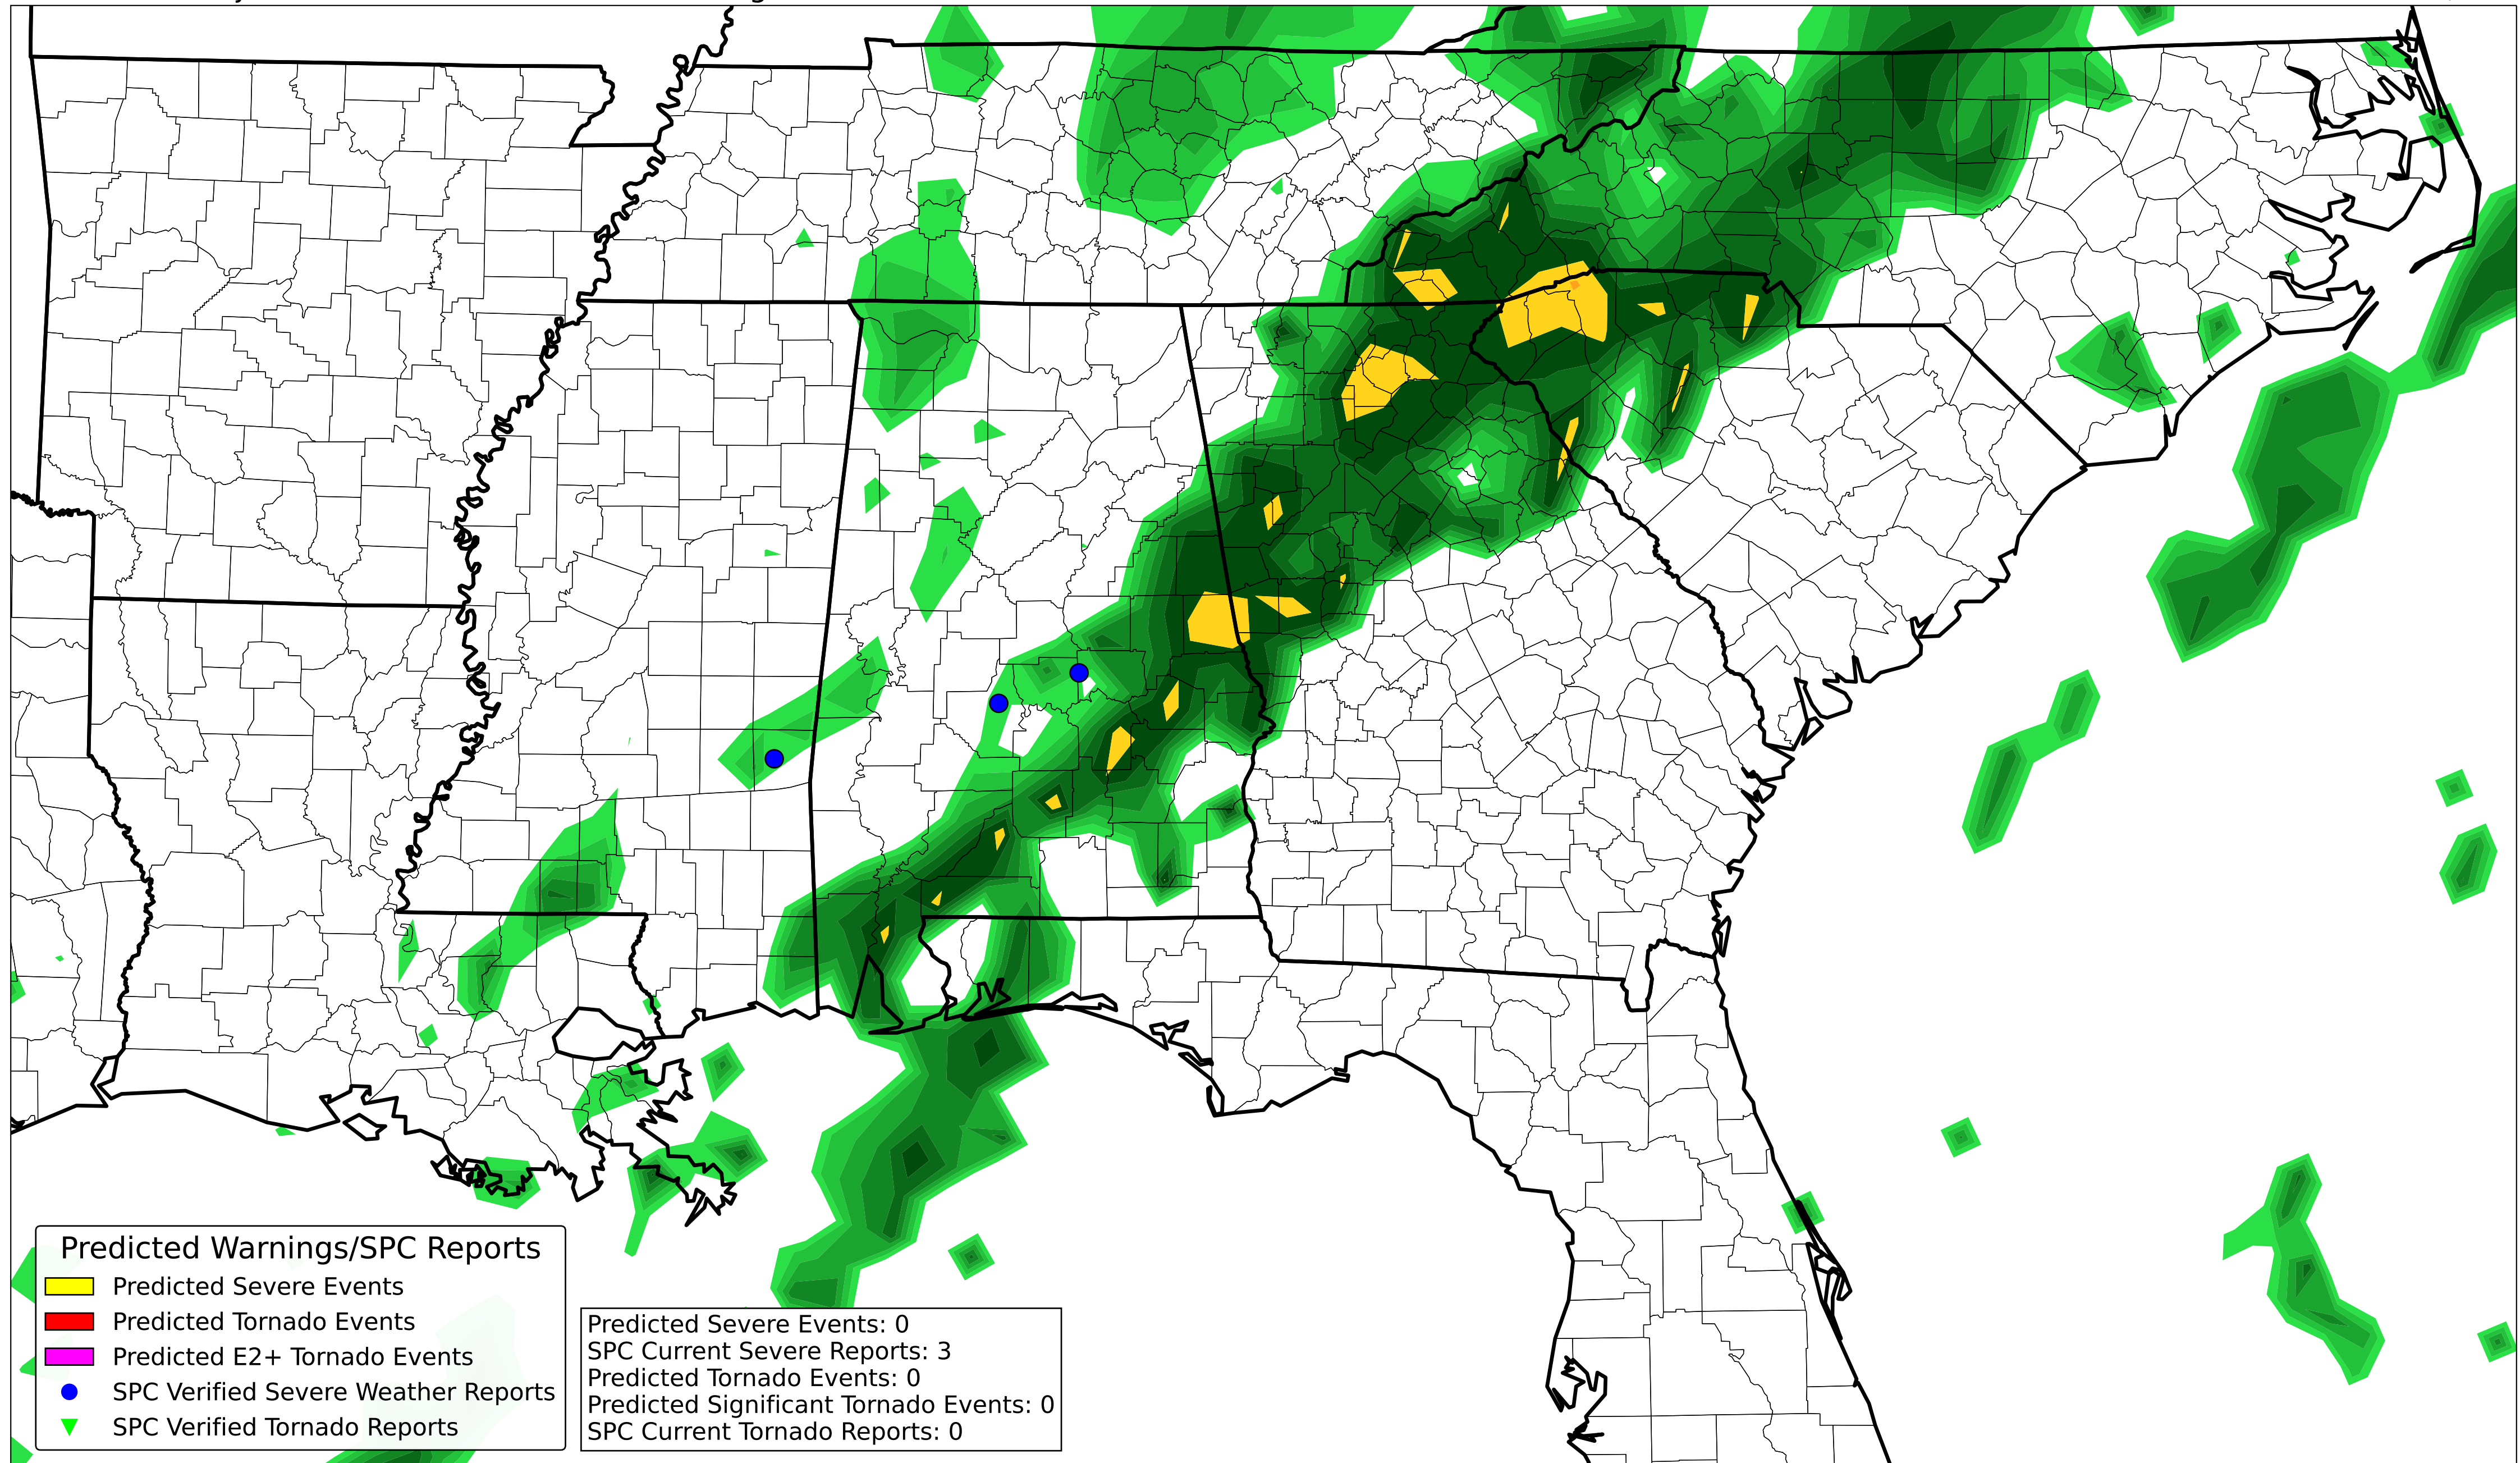 Predicted Warnings/SPC Reports
Predicted Severe Events
Predicted Tornado Events
Predicted E2+ Tornado Events
SPC Verified Severe Weather Reports
SPC Verified Tornado Reports
Predicted Severe Events: 0
SPC Current Severe Reports: 3
Predicted Tornado Events: 0
Predicted Significant Tornado Events: 0
SPC Current Tornado Reports: 0